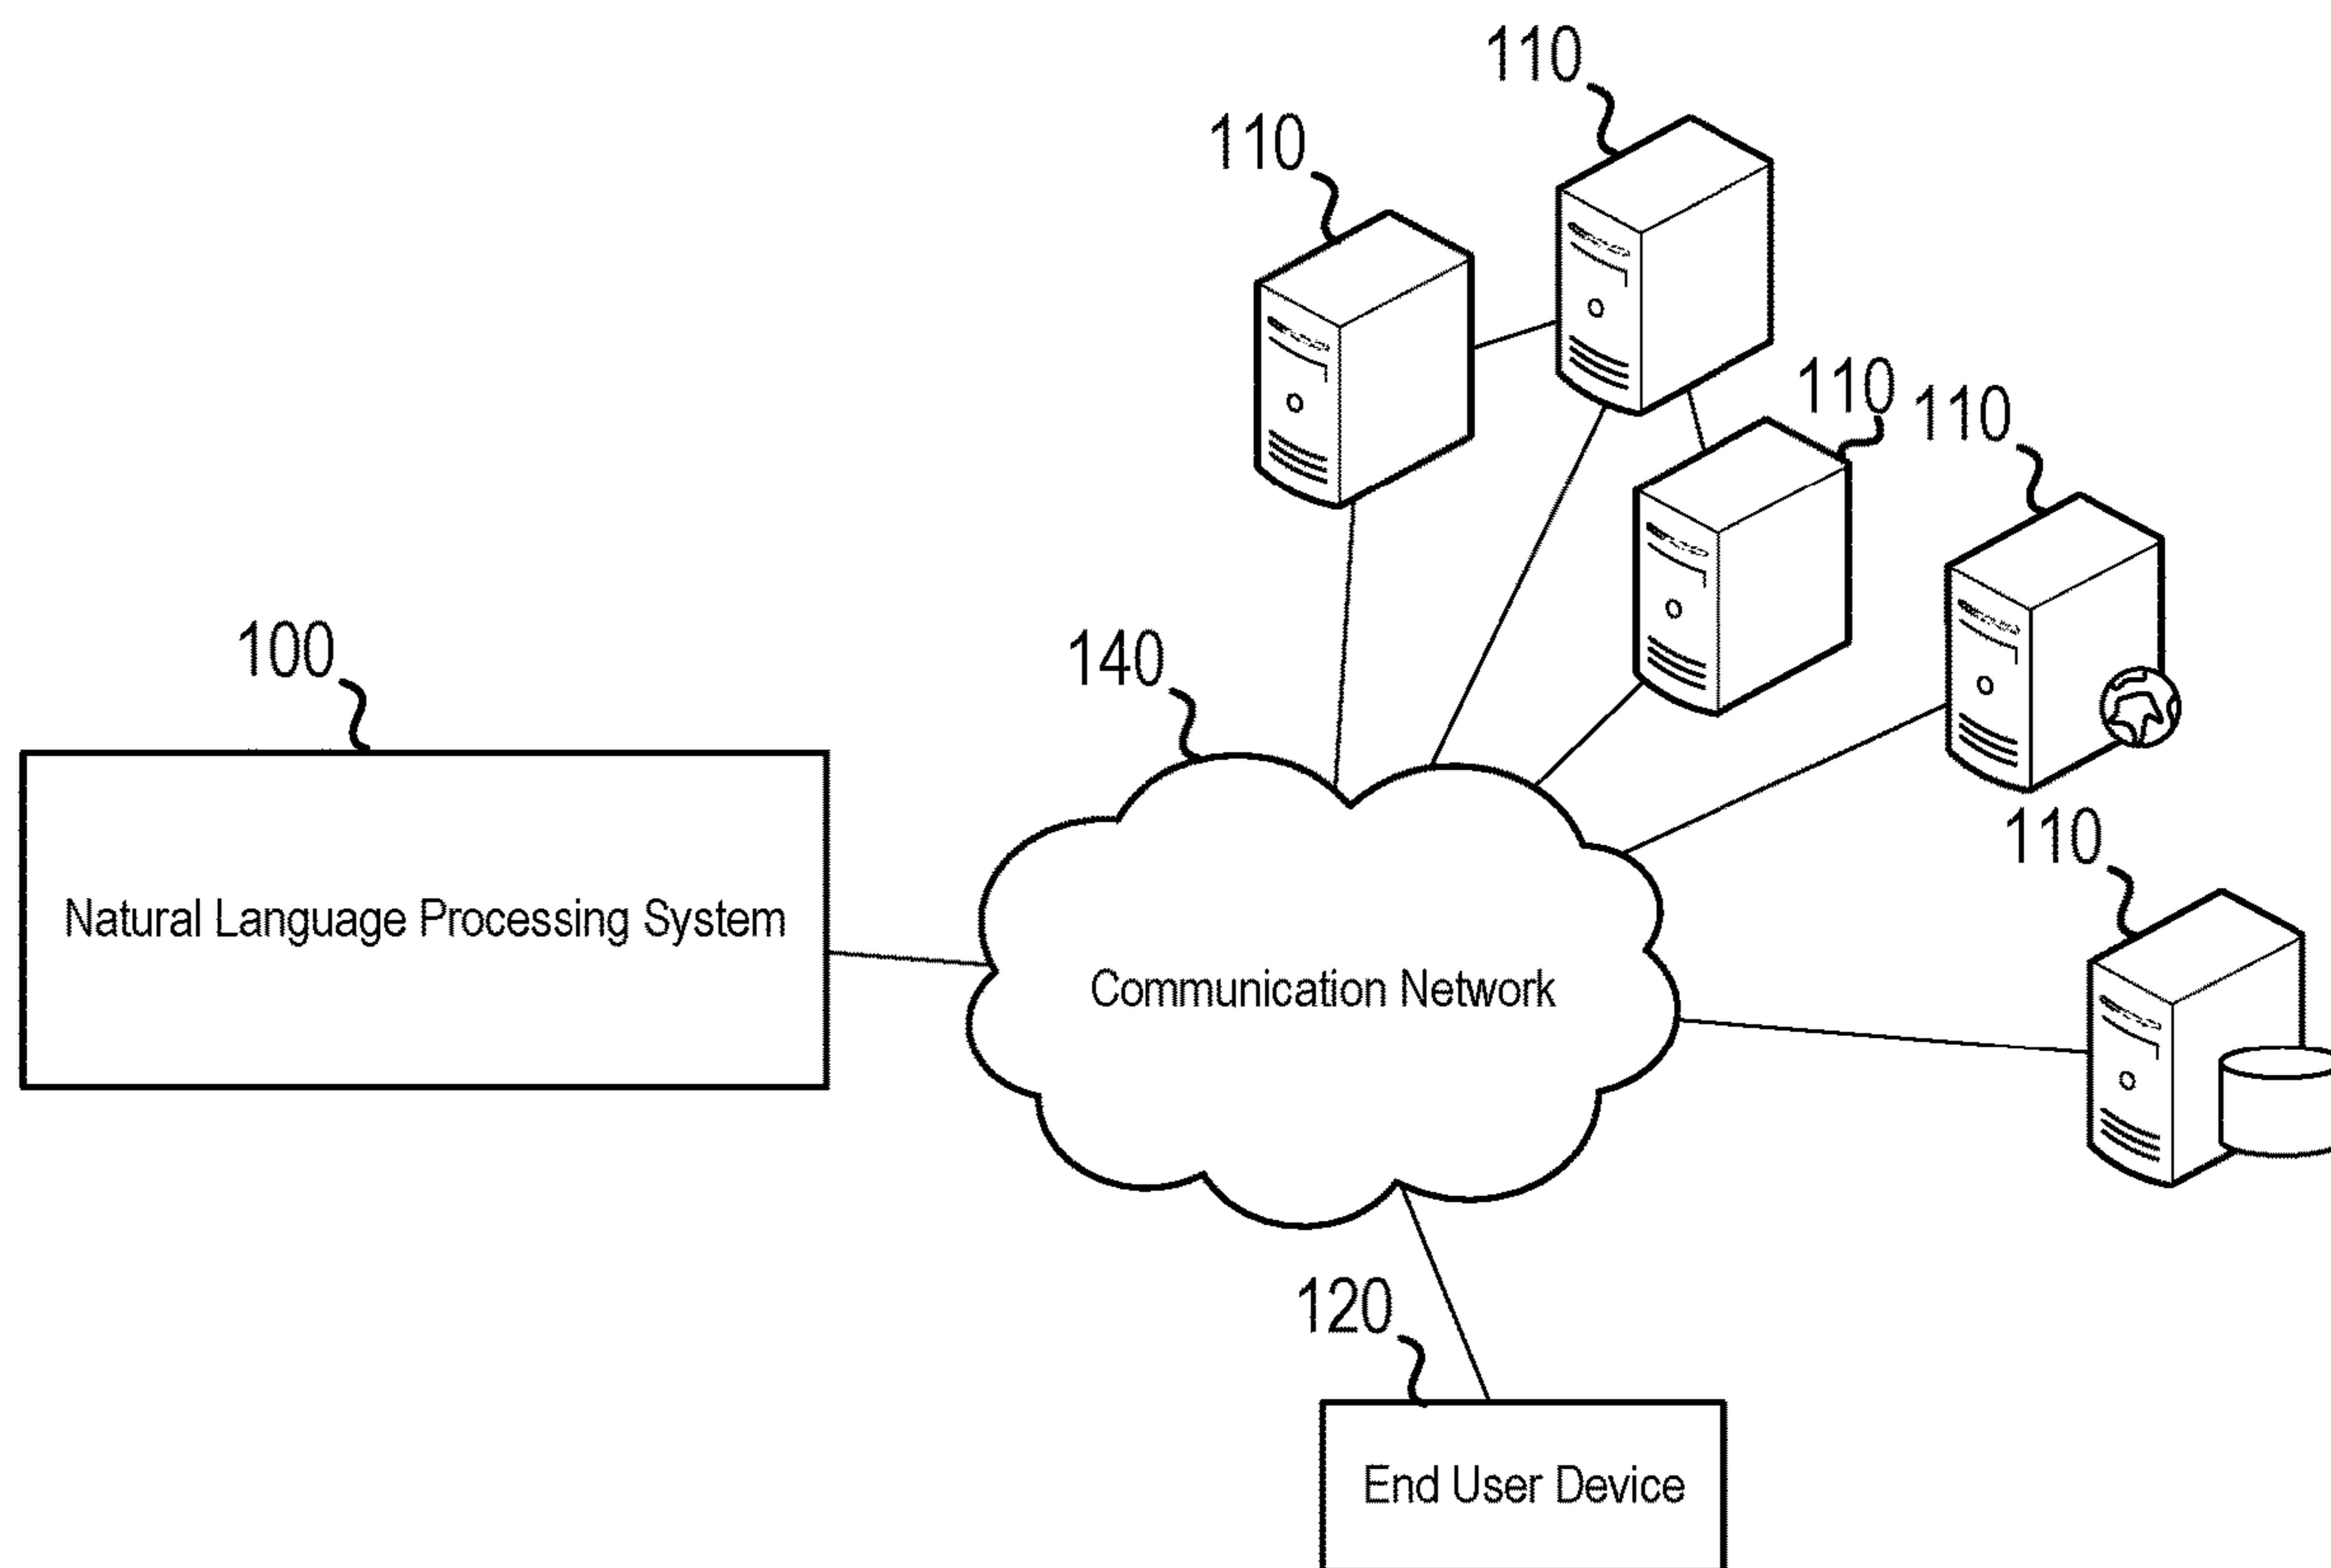 110
110
110
110
100
140
110
Natural Language Processing System
Communication Network
120
End User Device